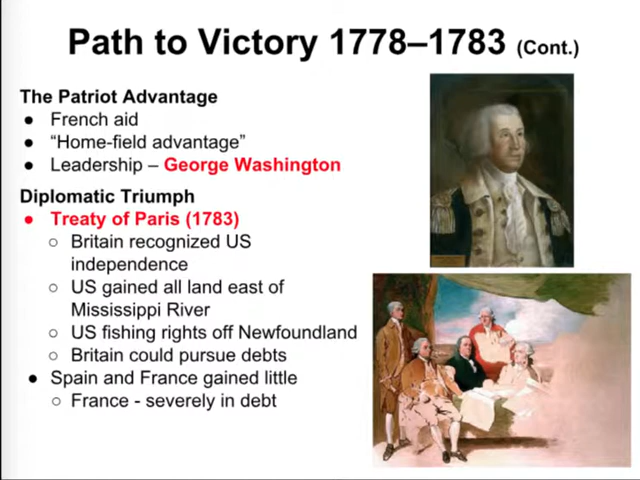 Path to Victory 1778–1783 (Cont.)
The Patriot Advantage
● French aid
● “Home-field advantage”
● Leadership – George Washington
Diplomatic Triumph
● Treaty of Paris (1783)
○ Britain recognized US
independence
○ US gained all land east of
Mississippi River
○ US fishing rights off Newfoundland
○ Britain could pursue debts
● Spain and France gained little
○ France - severely in debt